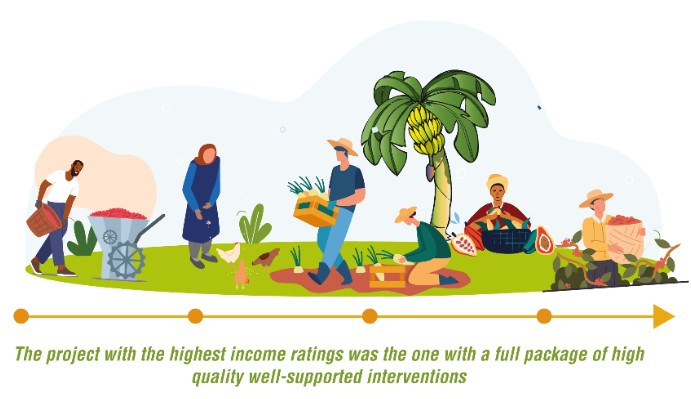 The project with the highest income ratings was the one with a full package of high
quality well-supported interventions